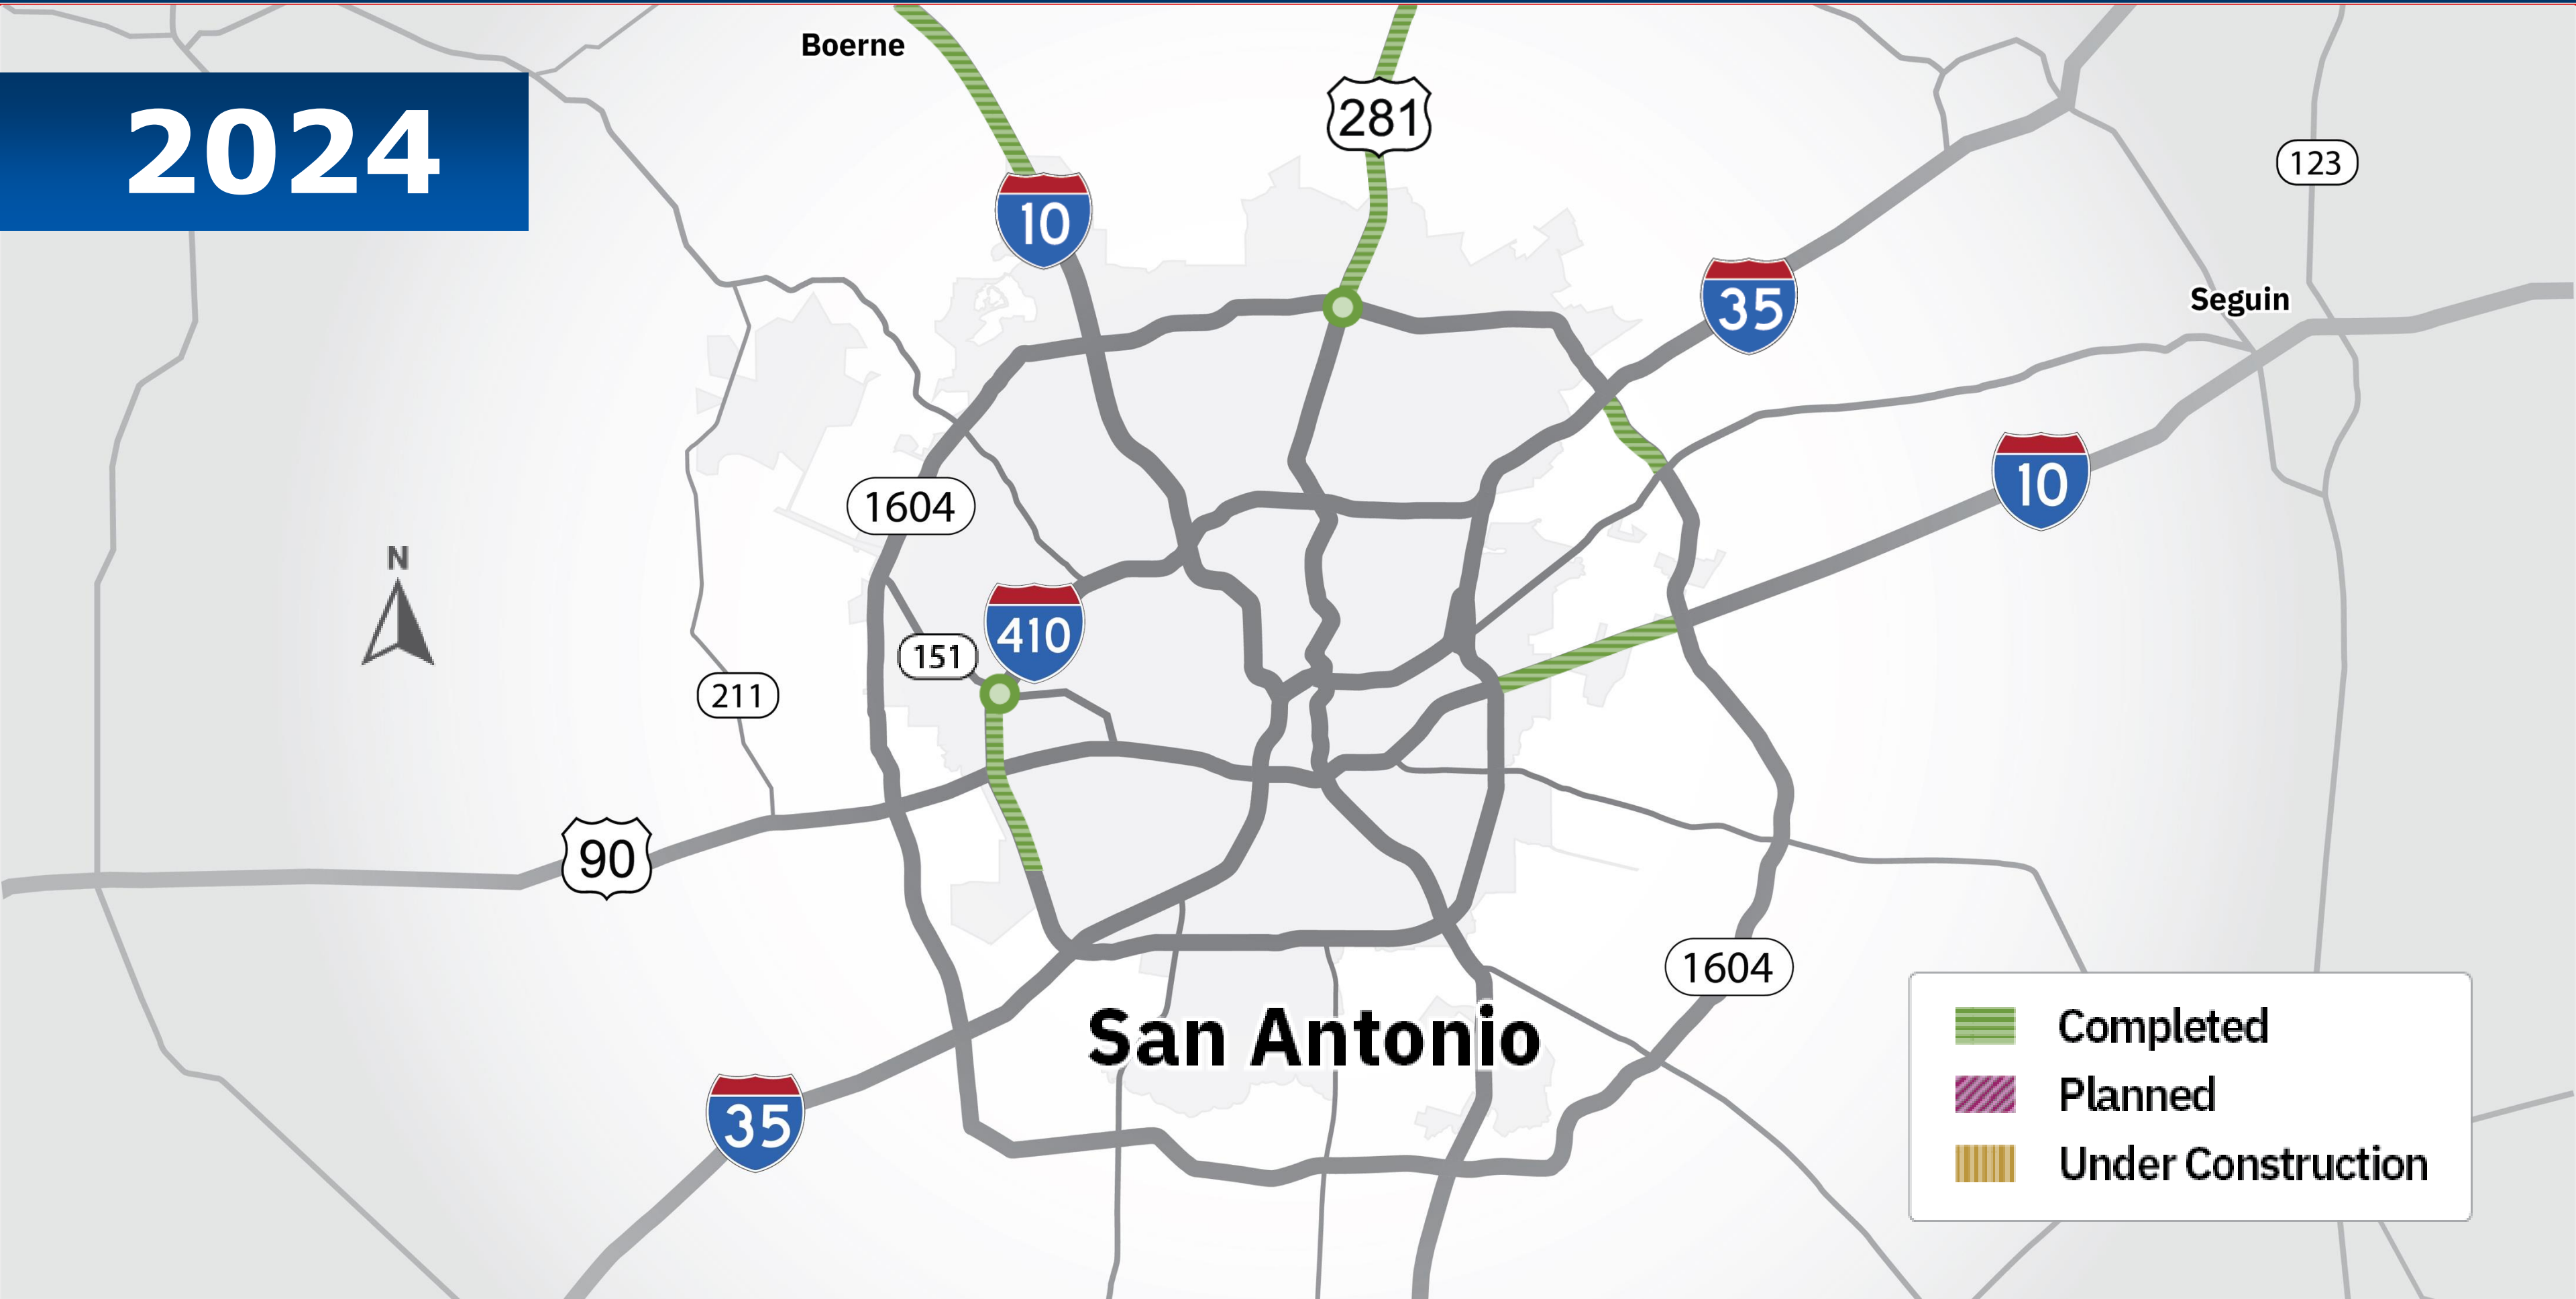 Boerne
2024
281
10
123
35
Seguin
10
1604
N
410
151
211
90
1604
San Antonio
35
Completed
Planned
Under Construction